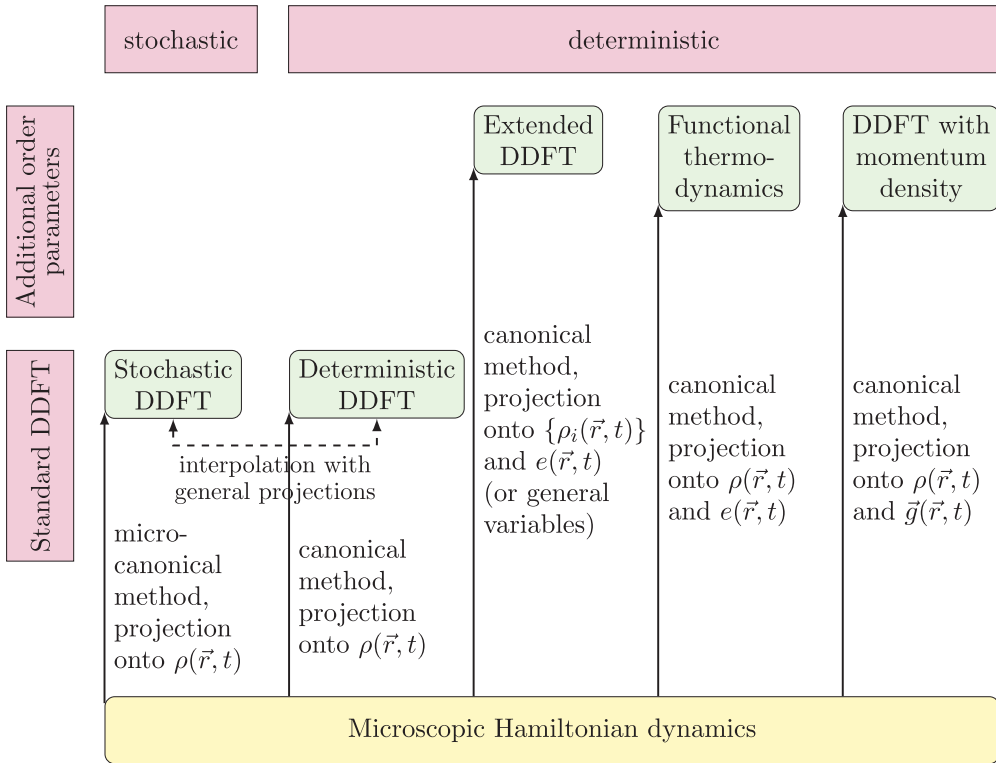 stochastic
deterministic
Additional order
parameters
Extended
DDFT
Functional
thermo-
dynamics
DDFT with
momentum
density
Standard DDFT
Stochastic
DDFT
Deterministic
DDFT
interpolation with
general projections
canonical
method,
projection
onto {ρᵢ(r⃗, t)}
and e(r⃗, t)
(or general
variables)
canonical
method,
projection
onto ρ(r⃗, t)
and e(r⃗, t)
canonical
method,
projection
onto ρ(r⃗, t)
and g⃗(r⃗, t)
micro-
canonical
method,
projection
onto ρ(r⃗, t)
canonical
method,
projection
onto ρ(r⃗, t)
Microscopic Hamiltonian dynamics